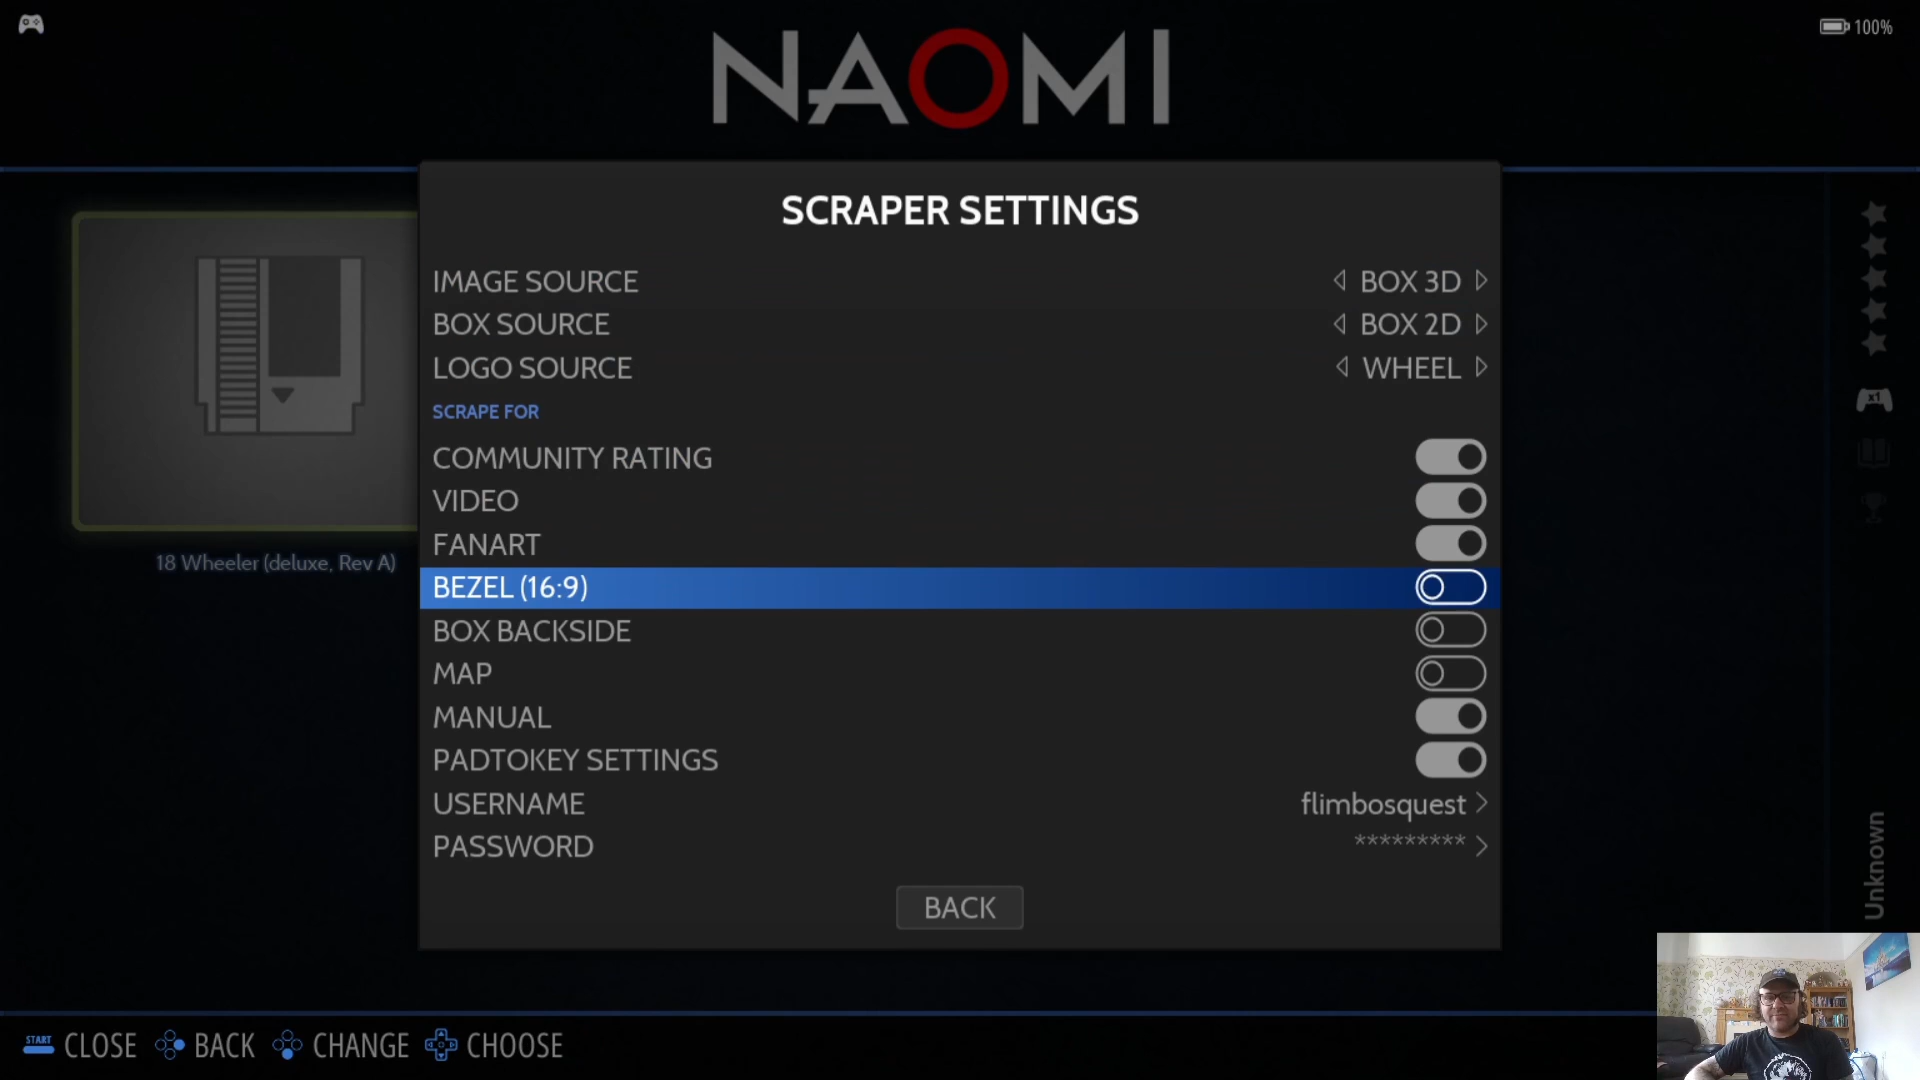 NAOMI
100%
SCRAPER SETTINGS
IMAGE SOURCE BOX 3D
BOX SOURCE BOX 2D
LOGO SOURCE WHEEL
SCRAPE FOR
COMMUNITY RATING
VIDEO
FANART
BEZEL (16:9)
BOX BACKSIDE
MAP
MANUAL
PADTOKEY SETTINGS
USERNAME flimbosquest
PASSWORD *********
BACK
18 Wheeler (deluxe, Rev A)
x1
Unknown
START CLOSE BACK CHANGE CHOOSE